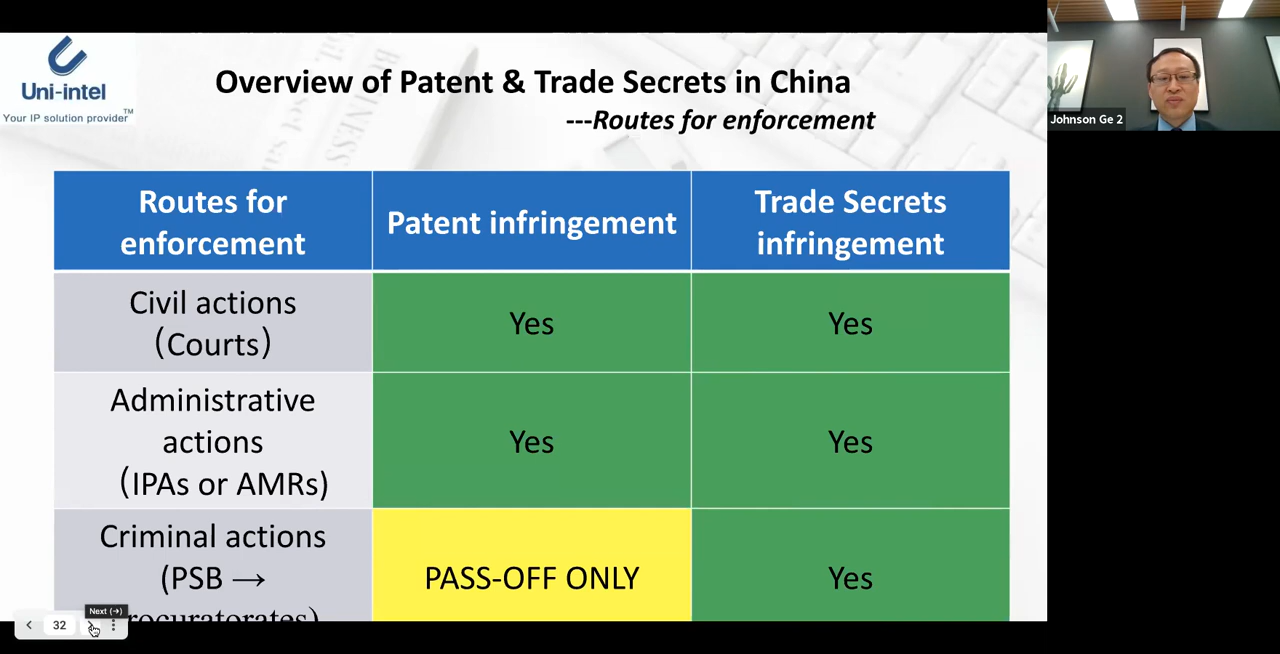 Uni-intel
TM
Your IP solution provider
Overview of Patent & Trade Secrets in China
---Routes for enforcement
Johnson Ge 2
Routes for
enforcement
Patent infringement
Trade Secrets
infringement
Civil actions
(Courts)
Yes
Yes
Administrative
actions
(IPAs or AMRs)
Yes
Yes
Criminal actions
(PSB →
rocuratorates)
PASS-OFF ONLY
Yes
32
Next (→)